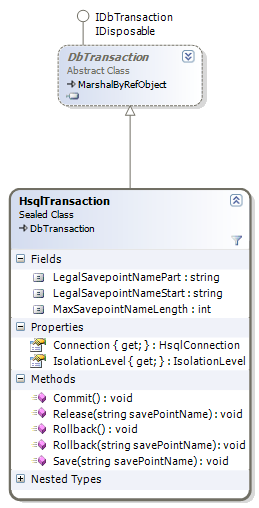 IDbTransaction
IDisposable
DbTransaction
Abstract Class
MarshalByRefObject
HsqlTransaction
Sealed Class
DbTransaction
Fields
LegalSavepointNamePart : string
LegalSavepointNameStart : string
MaxSavepointNameLength : int
Properties
Connection { get; } : HsqlConnection
IsolationLevel { get; } : IsolationLevel
Methods
Commit() : void
Release(string savePointName) : void
Rollback() : void
Rollback(string savePointName) : void
Save(string savePointName) : void
Nested Types